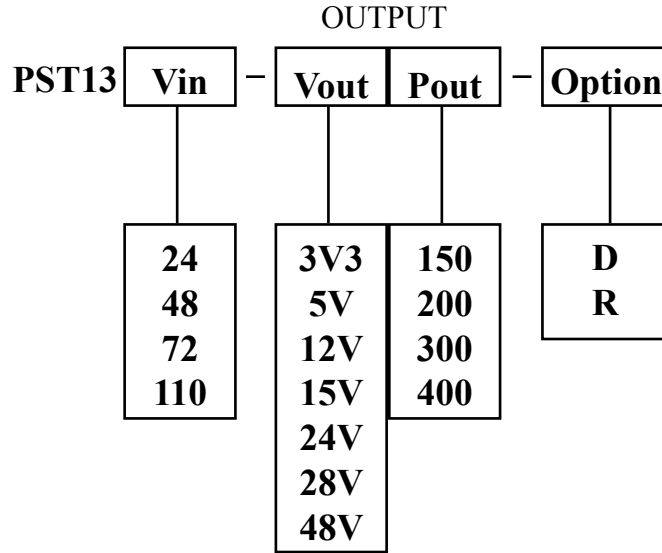 OUTPUT
PST13 Vin – Vout Pout – Option
24 3V3 150 D
48 5V 200 R
72 12V 300
110 15V 400
24V
28V
48V